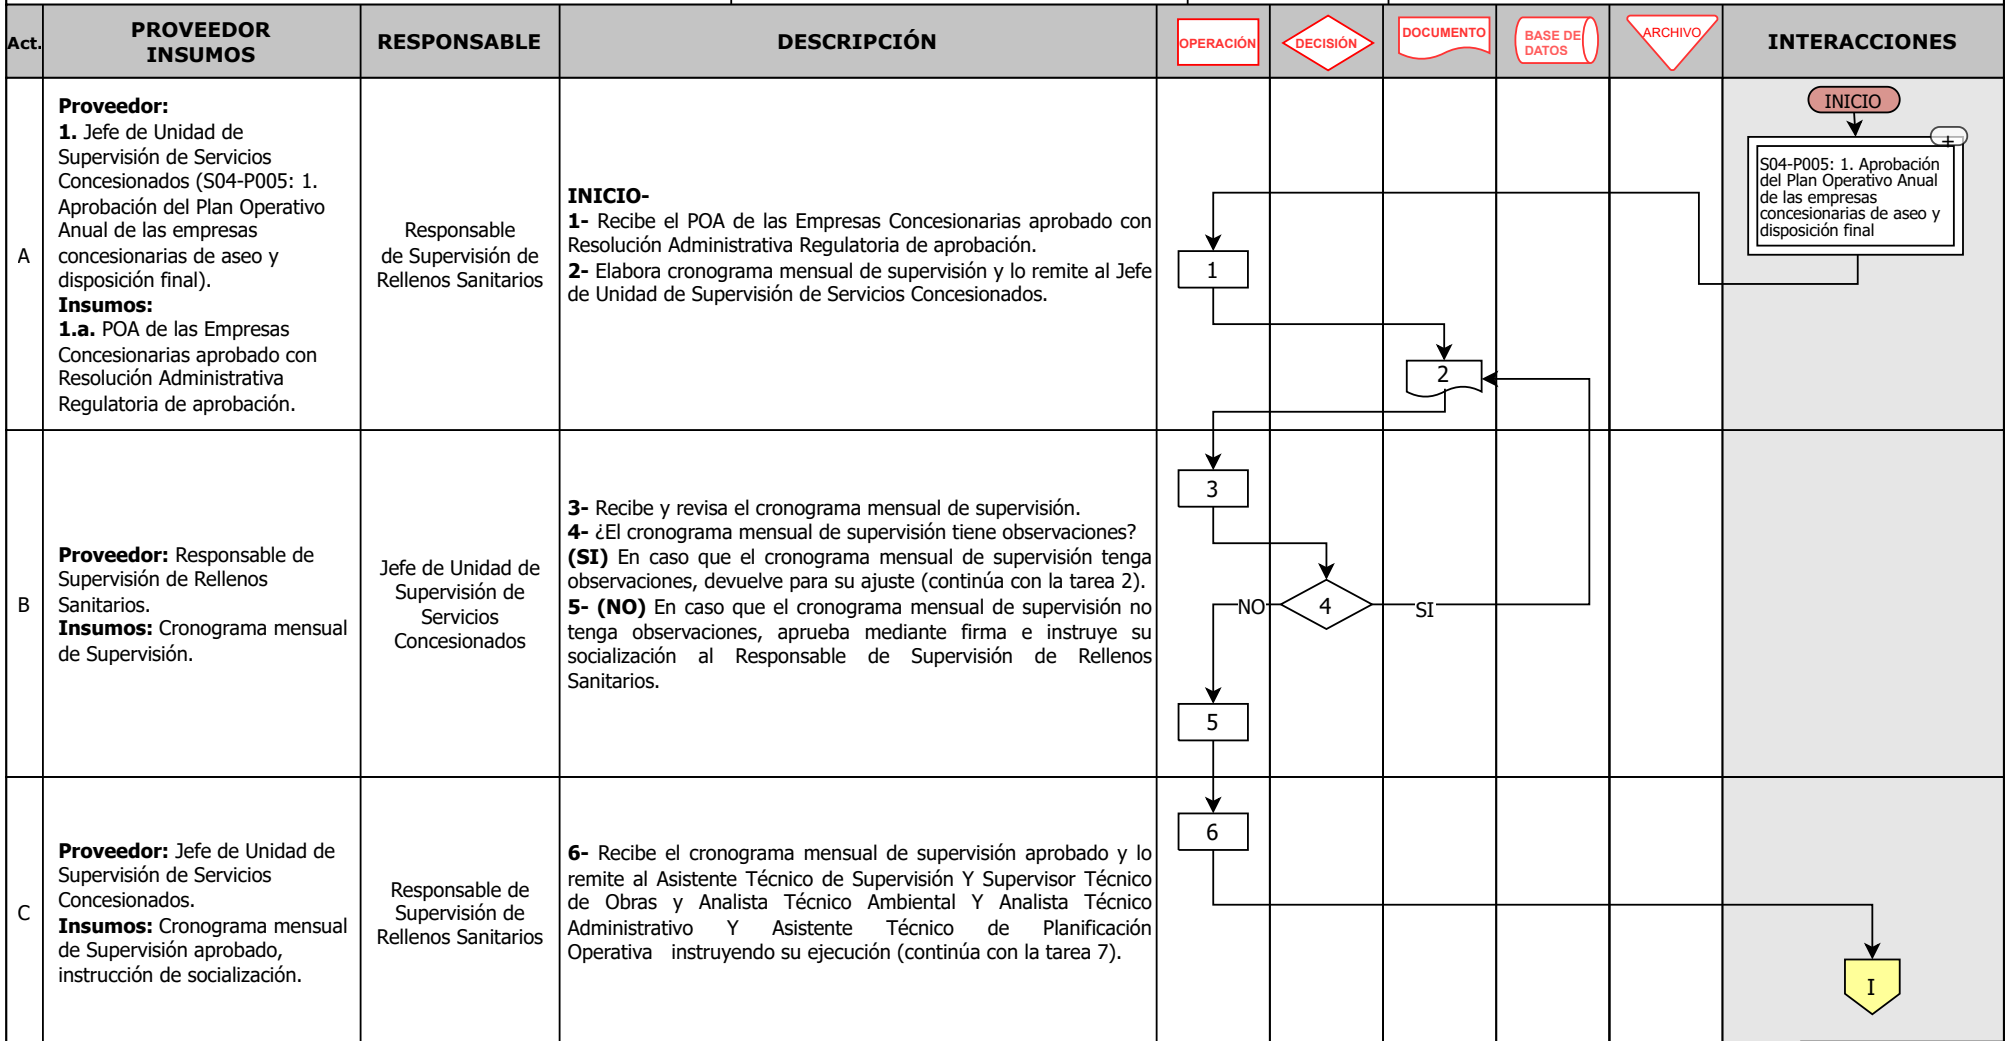 Act.
PROVEEDOR
INSUMOS
RESPONSABLE
DESCRIPCIÓN
OPERACIÓN
DECISIÓN
DOCUMENTO
BASE DE
DATOS
ARCHIVO
INTERACCIONES
A
Proveedor:
1. Jefe de Unidad de
Supervisión de Servicios
Concesionados (S04-P005: 1.
Aprobación del Plan Operativo
Anual de las empresas
concesionarias de aseo y
disposición final).
Insumos:
1.a. POA de las Empresas
Concesionarias aprobado con
Resolución Administrativa
Regulatoria de aprobación.
Responsable
de Supervisión de
Rellenos Sanitarios
INICIO-
1- Recibe el POA de las Empresas Concesionarias aprobado con
Resolución Administrativa Regulatoria de aprobación.
2- Elabora cronograma mensual de supervisión y lo remite al Jefe
de Unidad de Supervisión de Servicios Concesionados.
1
2
INICIO
+
S04-P005: 1. Aprobación
del Plan Operativo Anual
de las empresas
concesionarias de aseo y
disposición final
B
Proveedor: Responsable de
Supervisión de Rellenos
Sanitarios.
Insumos: Cronograma mensual
de Supervisión.
Jefe de Unidad de
Supervisión de
Servicios
Concesionados
3- Recibe y revisa el cronograma mensual de supervisión.
4- ¿El cronograma mensual de supervisión tiene observaciones?
(SI) En caso que el cronograma mensual de supervisión tenga
observaciones, devuelve para su ajuste (continúa con la tarea 2).
5- (NO) En caso que el cronograma mensual de supervisión no
tenga observaciones, aprueba mediante firma e instruye su
socialización al Responsable de Supervisión de Rellenos
Sanitarios.
3
NO
4
SI
5
C
Proveedor: Jefe de Unidad de
Supervisión de Servicios
Concesionados.
Insumos: Cronograma mensual
de Supervisión aprobado,
instrucción de socialización.
Responsable de
Supervisión de
Rellenos Sanitarios
6- Recibe el cronograma mensual de supervisión aprobado y lo
remite al Asistente Técnico de Supervisión Y Supervisor Técnico
de Obras y Analista Técnico Ambiental Y Analista Técnico
Administrativo Y Asistente Técnico de Planificación
Operativa instruyendo su ejecución (continúa con la tarea 7).
6
I